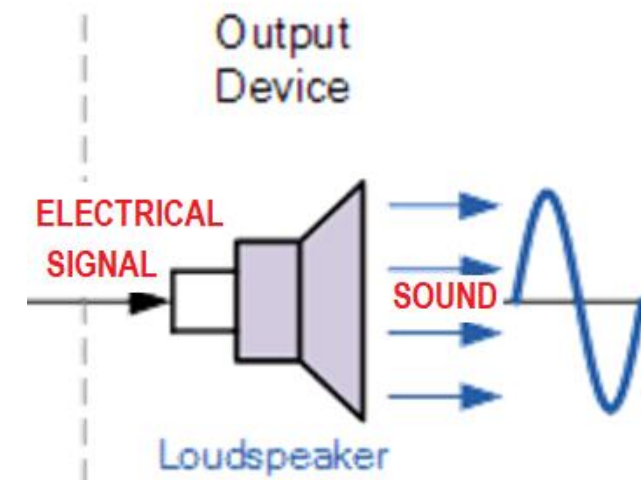 Output
Device
ELECTRICAL
SIGNAL
SOUND
Loudspeaker